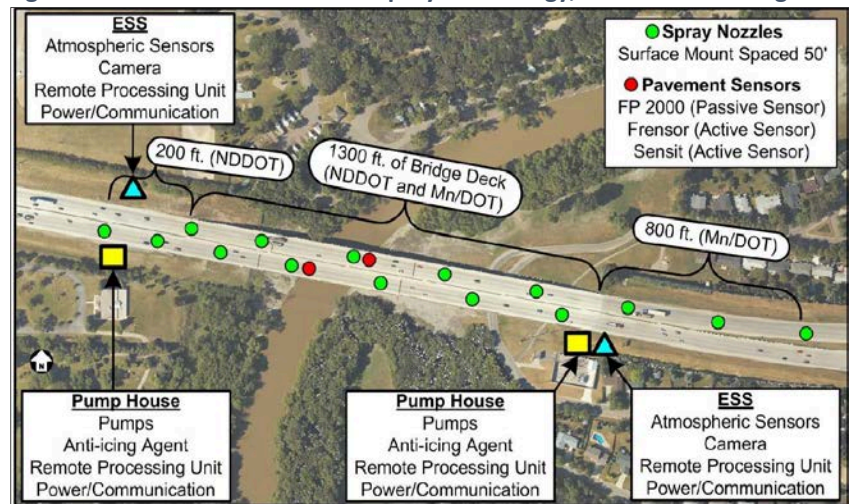 ESS
Atmospheric Sensors
Camera
Remote Processing Unit
Power/Communication
Spray Nozzles
Surface Mount Spaced 50'
Pavement Sensors
FP 2000 (Passive Sensor)
Frensor (Active Sensor)
Sensit (Active Sensor)
200 ft. (NDDOT)
1300 ft. of Bridge Deck
(NDDOT and Mn/DOT)
800 ft. (Mn/DOT)
N
Pump House
Pumps
Anti-icing Agent
Remote Processing Unit
Power/Communication
Pump House
Pumps
Anti-icing Agent
Remote Processing Unit
Power/Communication
ESS
Atmospheric Sensors
Camera
Remote Processing Unit
Power/Communication